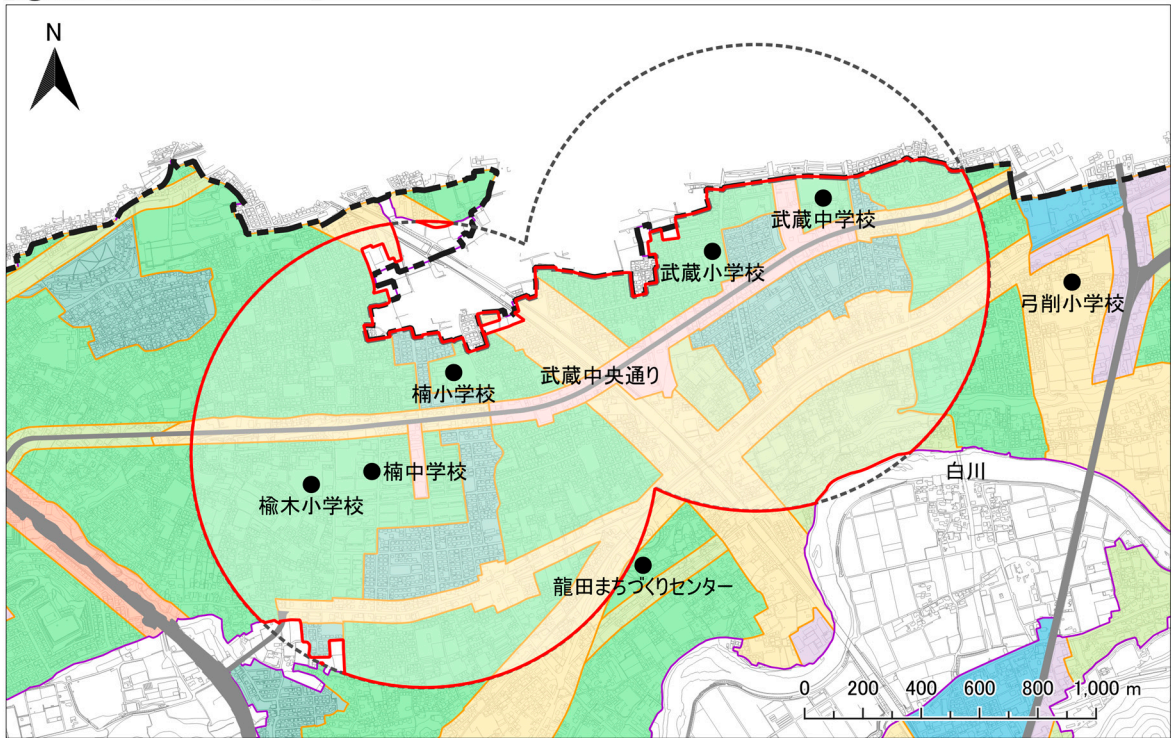 N
武蔵中学校
武蔵小学校
弓削小学校
武蔵中央通り
楠小学校
白川
楠中学校
楡木小学校
龍田まちづくりセンター
0 200 400 600 800 1,000 m